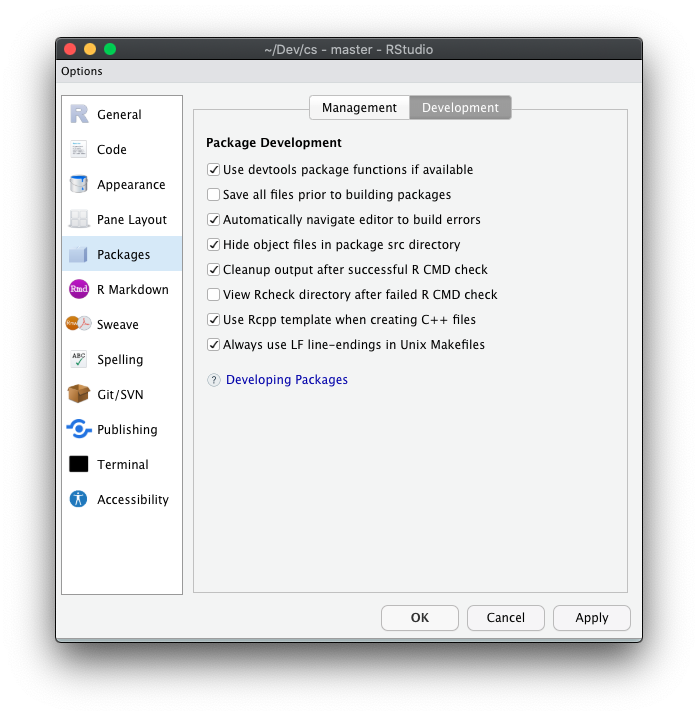 ~/Dev/cs - master - RStudio
Options
General
Code
Appearance
Pane Layout
Packages
Rmd
R Markdown
Sweave
ABC
Spelling
Git/SVN
Publishing
Terminal
Accessibility
Management
Development
Package Development
Use devtools package functions if available
Save all files prior to building packages
Automatically navigate editor to build errors
Hide object files in package src directory
Cleanup output after successful R CMD check
View Rcheck directory after failed R CMD check
Use Rcpp template when creating C++ files
Always use LF line-endings in Unix Makefiles
? Developing Packages
OK
Cancel
Apply